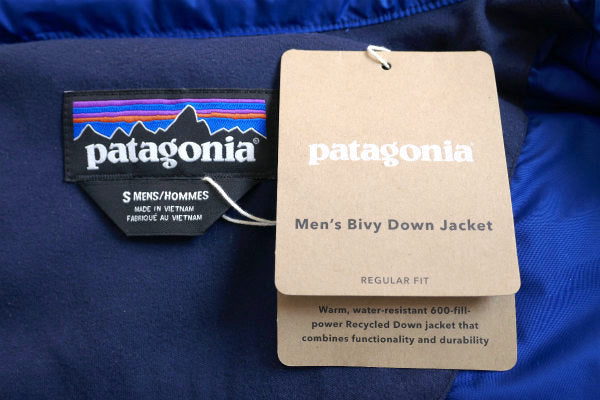 patagonia®
S MENS/HOMMES
MADE IN VIETNAM
FABRIQUÉ AU VIETNAM
patagonia
Men's Bivy Down Jacket
REGULAR FIT
Warm, water-resistant 600-fill-
power Recycled Down jacket that
combines functionality and durability